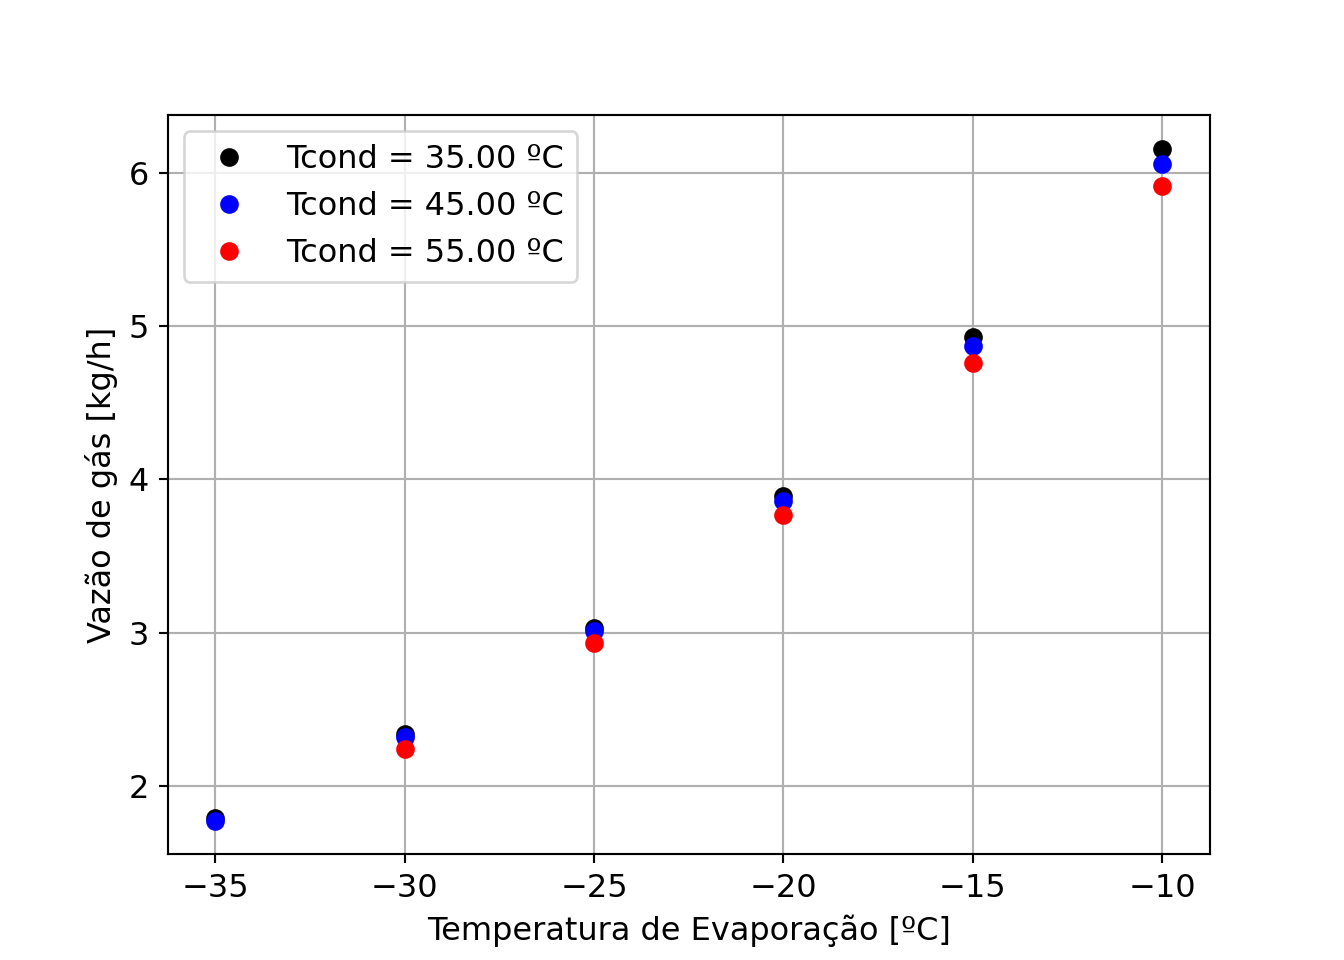 Tcond = 35.00 ºC
Tcond = 45.00 ºC
Tcond = 55.00 ºC
6
5
4
3
2
Vazão de gás [kg/h]
−35 −30 −25 −20 −15 −10
Temperatura de Evaporação [ºC]